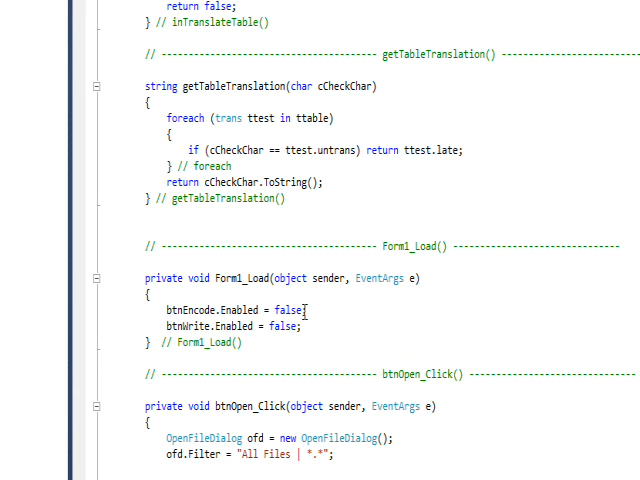 return false;
} // inTranslateTable()
// ---------------------------------------- getTableTranslation() --------------------------
string getTableTranslation(char cCheckChar)
{
foreach (trans ttest in ttable)
{
if (cCheckChar == ttest.untrans) return ttest.late;
} // foreach
return cCheckChar.ToString();
} // getTableTranslation()
// ---------------------------------------- Form1_Load() -------------------------------
private void Form1_Load(object sender, EventArgs e)
{
btnEncode.Enabled = false;
btnWrite.Enabled = false;
} // Form1_Load()
// ---------------------------------------- btnOpen_Click() -------------------------------
private void btnOpen_Click(object sender, EventArgs e)
{
OpenFileDialog ofd = new OpenFileDialog();
ofd.Filter = "All Files | *.*";